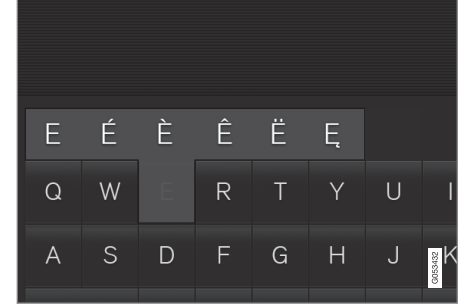 E É È Ê Ë Ę
Q W E R T Y U I
A S D F G H J K
G053432